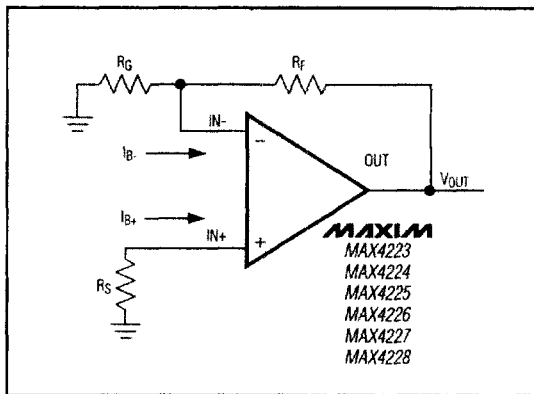 RG
RF
IN-
−
OUT
IB-
VOUT
IB+
MAXIM
IN+
+
MAX4223
MAX4224
RS
MAX4225
MAX4226
MAX4227
MAX4228